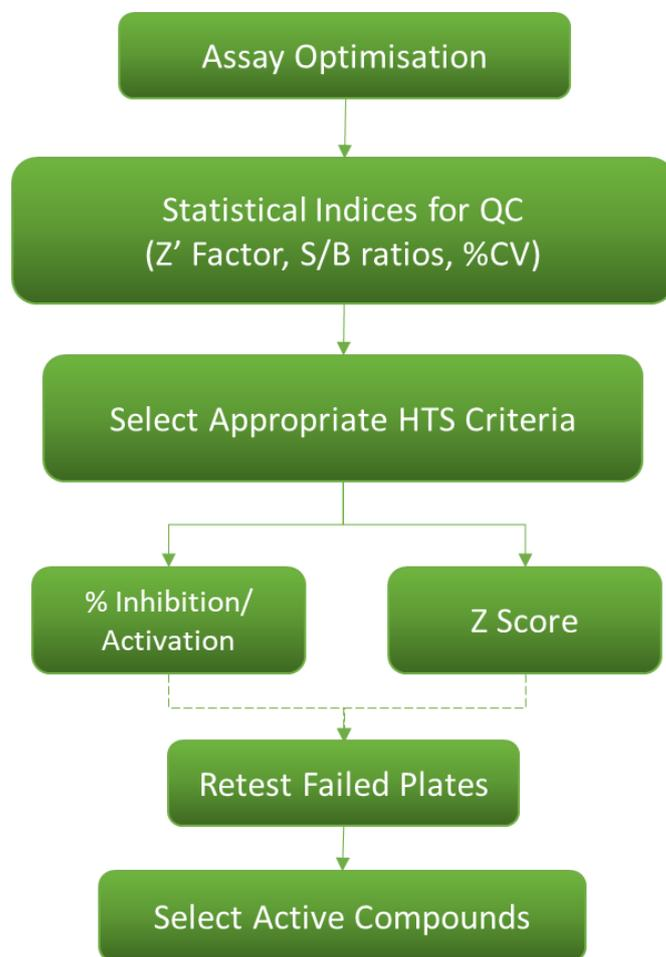 Assay Optimisation
Statistical Indices for QC
(Z’ Factor, S/B ratios, %CV)
Select Appropriate HTS Criteria
% Inhibition/
Activation
Z Score
Retest Failed Plates
Select Active Compounds